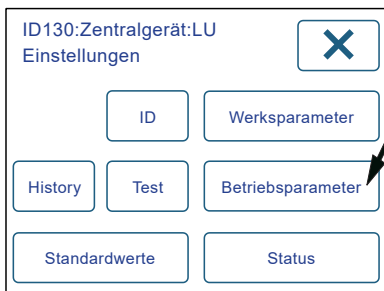 ID130:Zentralgerät:LU
Einstellungen
ID
Werksparameter
History
Test
Betriebsparameter
Standardwerte
Status